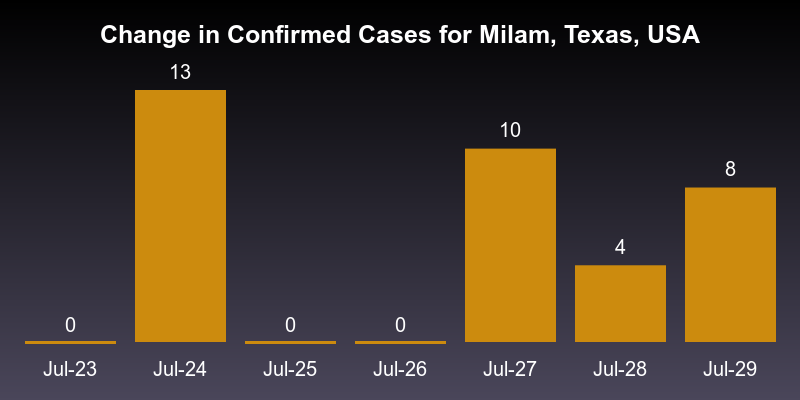 Change in Confirmed Cases for Milam, Texas, USA
13
10
8
4
0
0
0
Jul-23
Jul-24
Jul-25
Jul-26
Jul-27
Jul-28
Jul-29